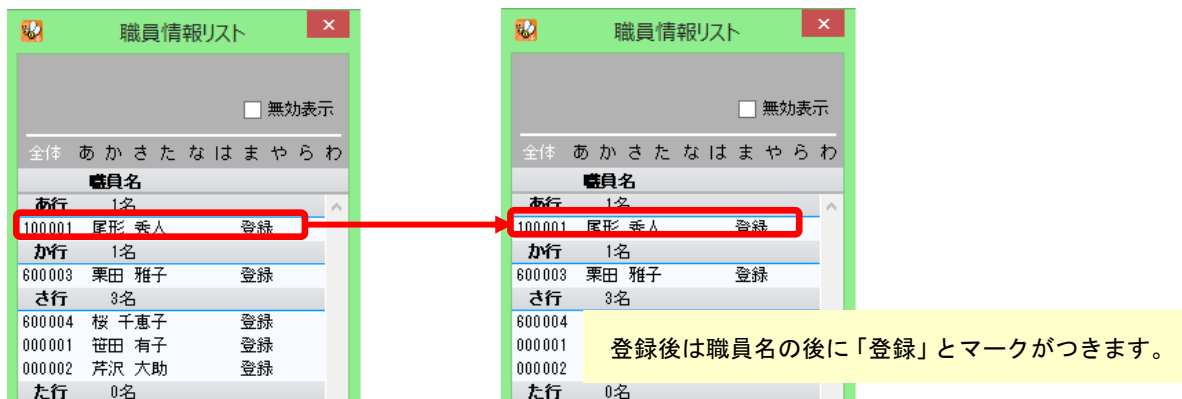 職員情報リスト
無効表示
全体 あ か さ た な は ま や ら わ
職員名
あ行 1名
100001 尾形 秀人 登録
か行 1名
600003 栗田 雅子 登録
さ行 3名
600004 桜 千恵子 登録
000001 笹田 有子 登録
000002 芹沢 大助 登録
た行 0名
職員情報リスト
無効表示
全体 あ か さ た な は ま や ら わ
職員名
あ行 1名
100001 尾形 秀人 登録
か行 1名
600003 栗田 雅子 登録
さ行 3名
600004
000001
000002
た行 0名
登録後は職員名の後に「登録」とマークがつきます。